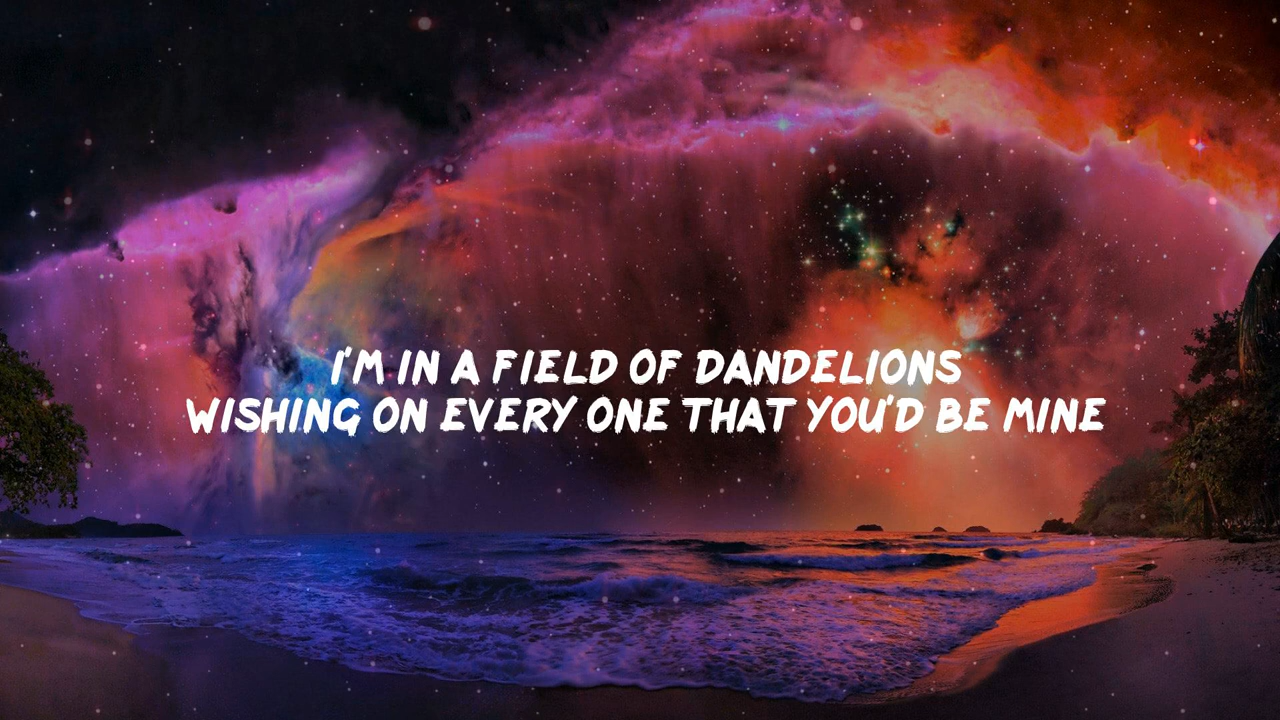 I'M IN A FIELD OF DANDELIONS
WISHING ON EVERY ONE THAT YOU'D BE MINE